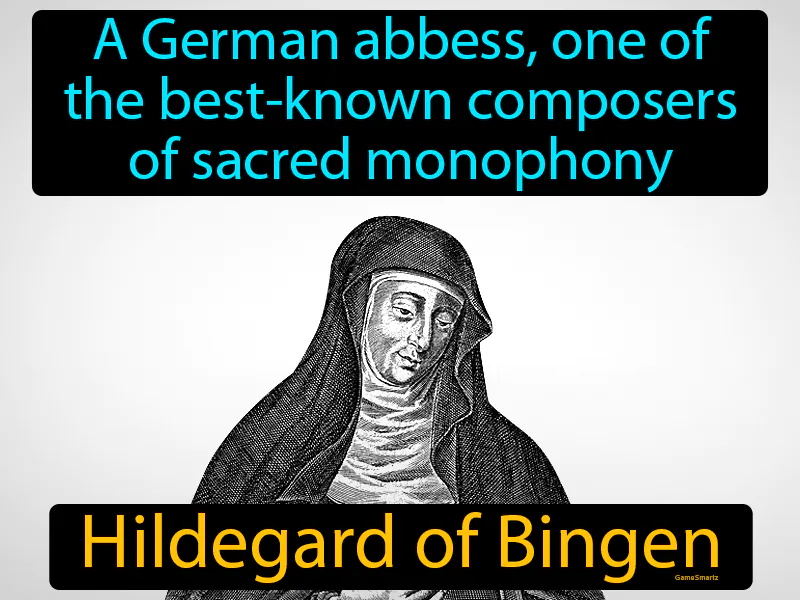 A German abbess, one of
the best-known composers
of sacred monophony
Hildegard of Bingen
GameSmartz